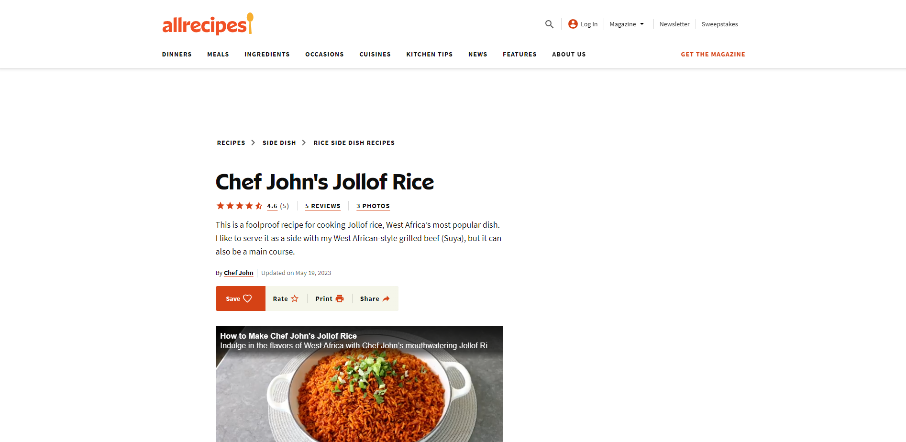 allrecipes
Log In
Magazine
Newsletter
Sweepstakes
DINNERS
MEALS
INGREDIENTS
OCCASIONS
CUISINES
KITCHEN TIPS
NEWS
FEATURES
ABOUT US
GET THE MAGAZINE
RECIPES
SIDE DISH
RICE SIDE DISH RECIPES
Chef John's Jollof Rice
4.6 (5)
5 REVIEWS
3 PHOTOS
This is a foolproof recipe for cooking Jollof rice, West Africa's most popular dish.
I like to serve it as a side with my West African-style grilled beef (Suya), but it can
also be a main course.
By Chef John
Updated on May 19, 2023
Save
Rate
Print
Share
How to Make Chef John's Jollof Rice
Indulge in the flavors of West Africa with Chef John's mouthwatering Jollof Ri